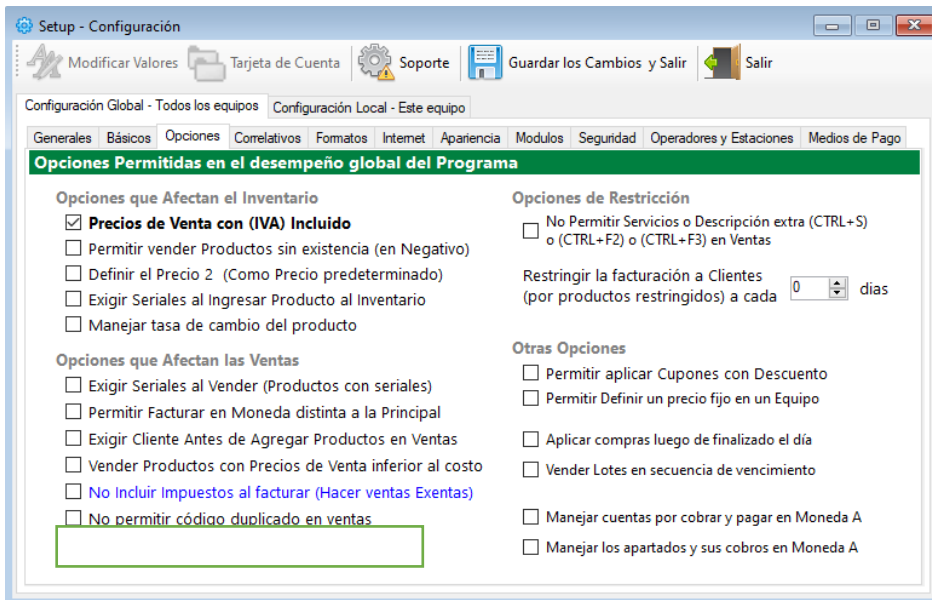 Setup - Configuración
Modificar Valores
Tarjeta de Cuenta
Soporte
Guardar los Cambios y Salir
Salir
Configuración Global - Todos los equipos
Configuración Local - Este equipo
Generales
Básicos
Opciones
Correlativos
Formatos
Internet
Apariencia
Modulos
Seguridad
Operadores y Estaciones
Medios de Pago
Opciones Permitidas en el desempeño global del Programa
Opciones que Afectan el Inventario
Precios de Venta con (IVA) Incluido
Permitir vender Productos sin existencia (en Negativo)
Definir el Precio 2 (Como Precio predeterminado)
Exigir Seriales al Ingresar Producto al Inventario
Manejar tasa de cambio del producto
Opciones que Afectan las Ventas
Exigir Seriales al Vender (Productos con seriales)
Permitir Facturar en Moneda distinta a la Principal
Exigir Cliente Antes de Agregar Productos en Ventas
Vender Productos con Precios de Venta inferior al costo
No Incluir Impuestos al facturar (Hacer ventas Exentas)
No permitir código duplicado en ventas
Opciones de Restricción
No Permitir Servicios o Descripción extra (CTRL+S)
o (CTRL+F2) o (CTRL+F3) en Ventas
Restringir la facturación a Clientes
(por productos restringidos) a cada 0 dias
Otras Opciones
Permitir aplicar Cupones con Descuento
Permitir Definir un precio fijo en un Equipo
Aplicar compras luego de finalizado el día
Vender Lotes en secuencia de vencimiento
Manejar cuentas por cobrar y pagar en Moneda A
Manejar los apartados y sus cobros en Moneda A